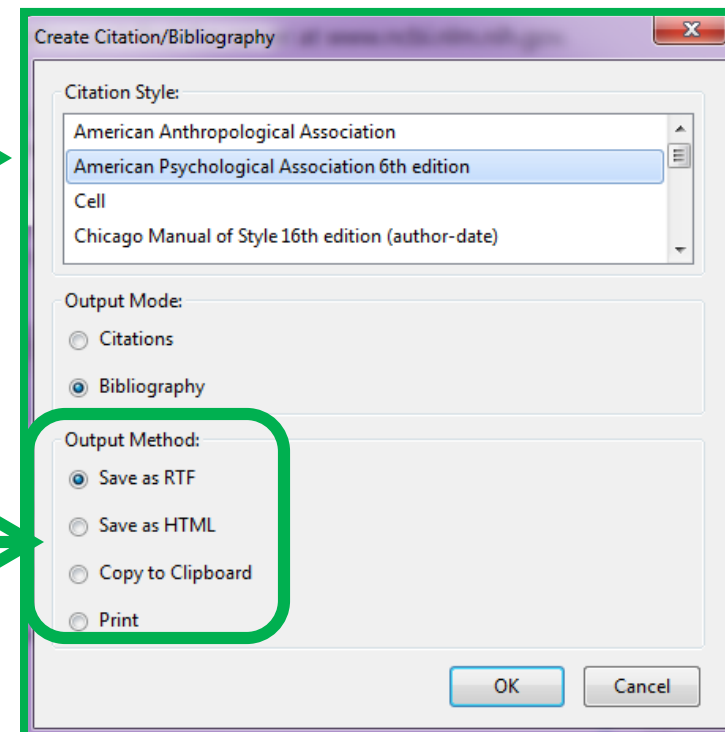 Create Citation/Bibliography
Citation Style:
American Anthropological Association
American Psychological Association 6th edition
Cell
Chicago Manual of Style 16th edition (author-date)
Output Mode:
Citations
Bibliography
Output Method:
Save as RTF
Save as HTML
Copy to Clipboard
Print
OK Cancel